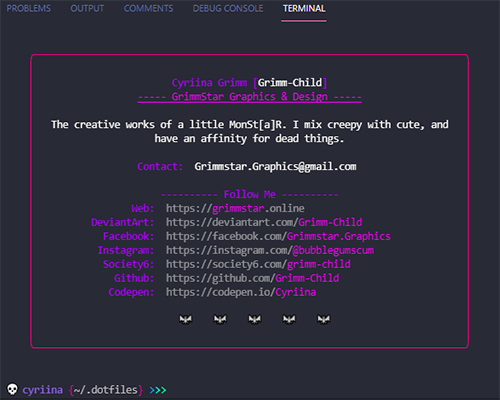 PROBLEMS OUTPUT COMMENTS DEBUG CONSOLE TERMINAL
Cyriina Grimm [Grimm-Child]
----- GrimmStar Graphics & Design -----
The creative works of a little MonSt[a]R. I mix creepy with cute, and
have an affinity for dead things.
Contact: Grimmstar.Graphics@gmail.com
---------- Follow Me ----------
Web: https://grimmstar.online
DeviantArt: https://deviantart.com/Grimm-Child
Facebook: https://facebook.com/Grimmstar.Graphics
Instagram: https://instagram.com/@bubblegumscum
Society6: https://society6.com/grimm-child
Github: https://github.com/Grimm-Child
Codepen: https://codepen.io/Cyriina
cyriina {~/.dotfiles} >>>